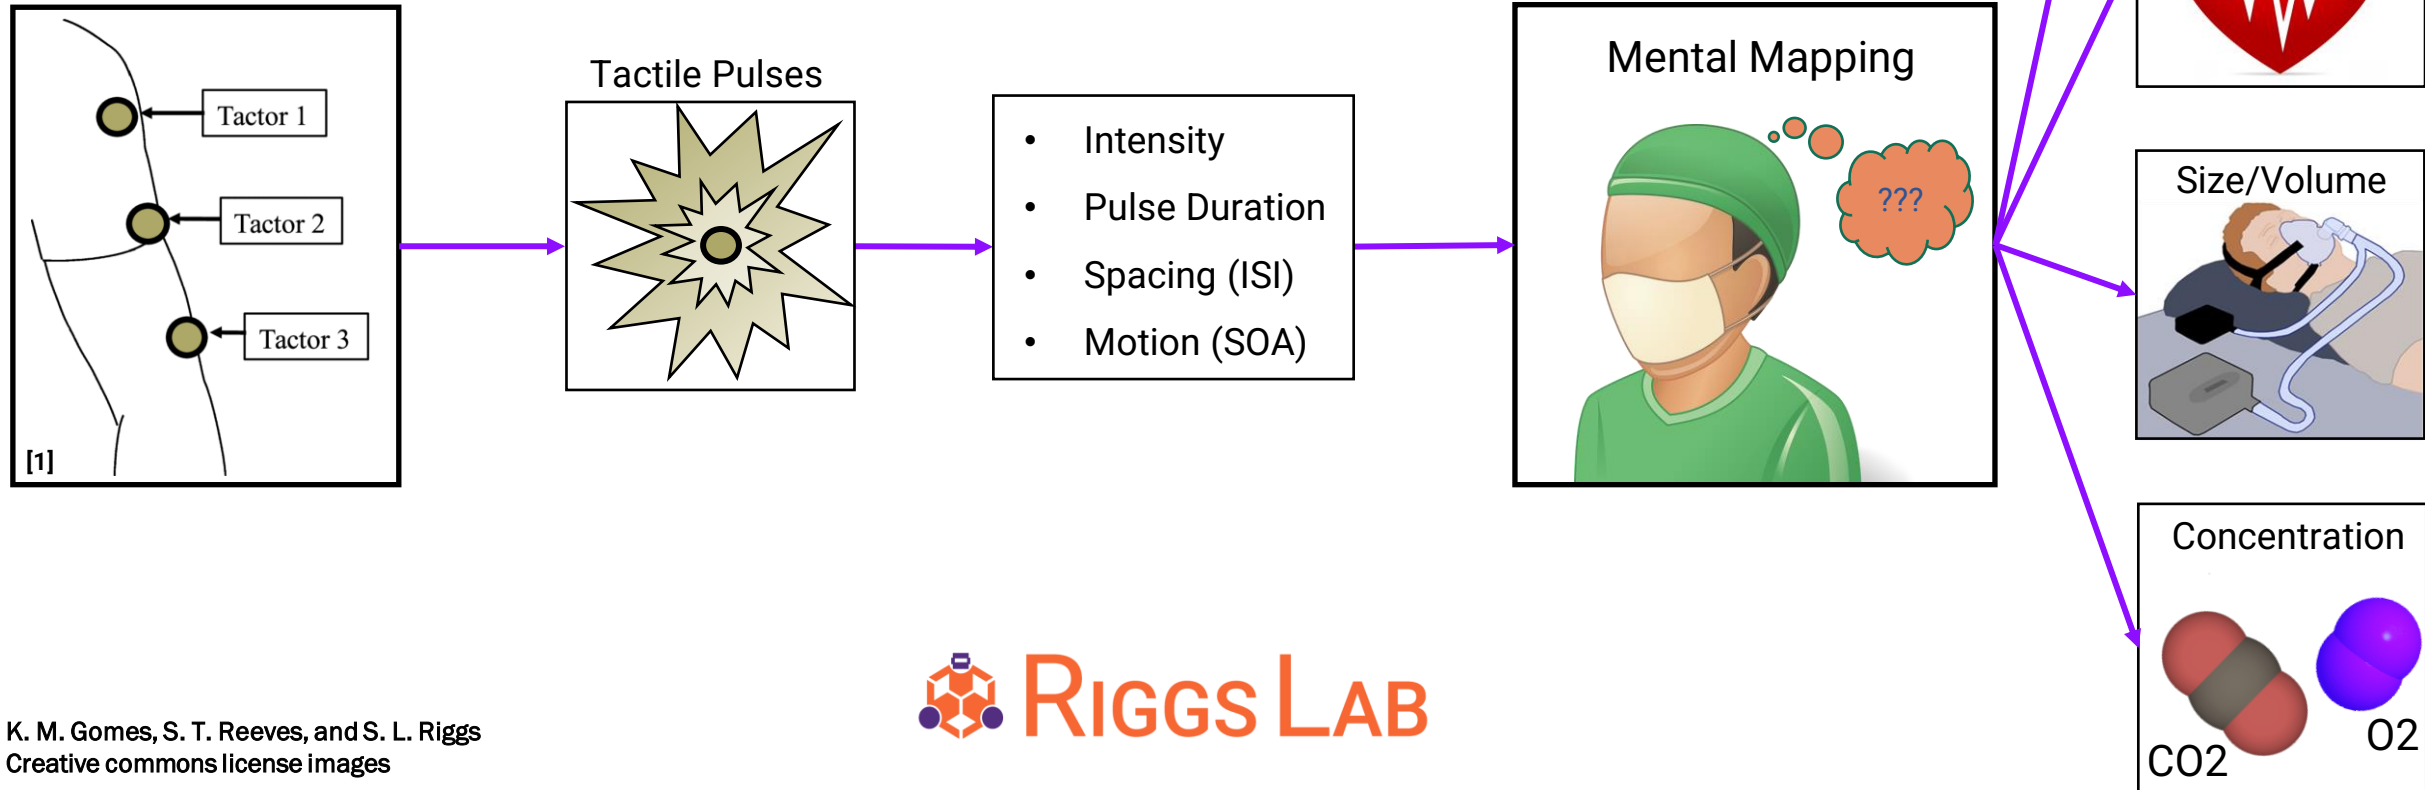 Tactor 1
Tactor 2
Tactor 3
[1]
Tactile Pulses
• Intensity
• Pulse Duration
• Spacing (ISI)
• Motion (SOA)
Mental Mapping
???
Size/Volume
Concentration
CO2
O2
RIGGS LAB
K. M. Gomes, S. T. Reeves, and S. L. Riggs
Creative commons license images